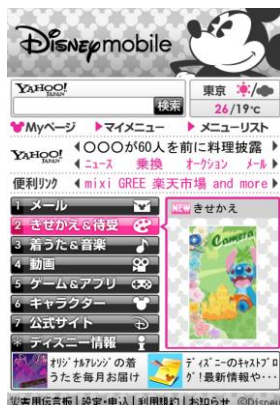 Disney mobile
YAHOO! JAPAN
検索
東京
26/19℃
Myページ マイメニュー メニューリスト
YAHOO! JAPAN
○○○が60人を前に料理披露
ニュース 乗換 オークション メール
便利リンク mixi GREE 楽天市場 and more
1 メール
2 きせかえ&待受
3 着うた&音楽
4 動画
5 ゲーム&アプリ
6 キャラクター
7 公式サイト
* ディズニー情報
NEW きせかえ
Camera
オリジナルアレンジの着うたを毎月お届け
ディズニーのキャストブログ!最新情報や･･･
災害用伝言板 | 設定･申込 | 利用規約 | お知らせ ©Disney